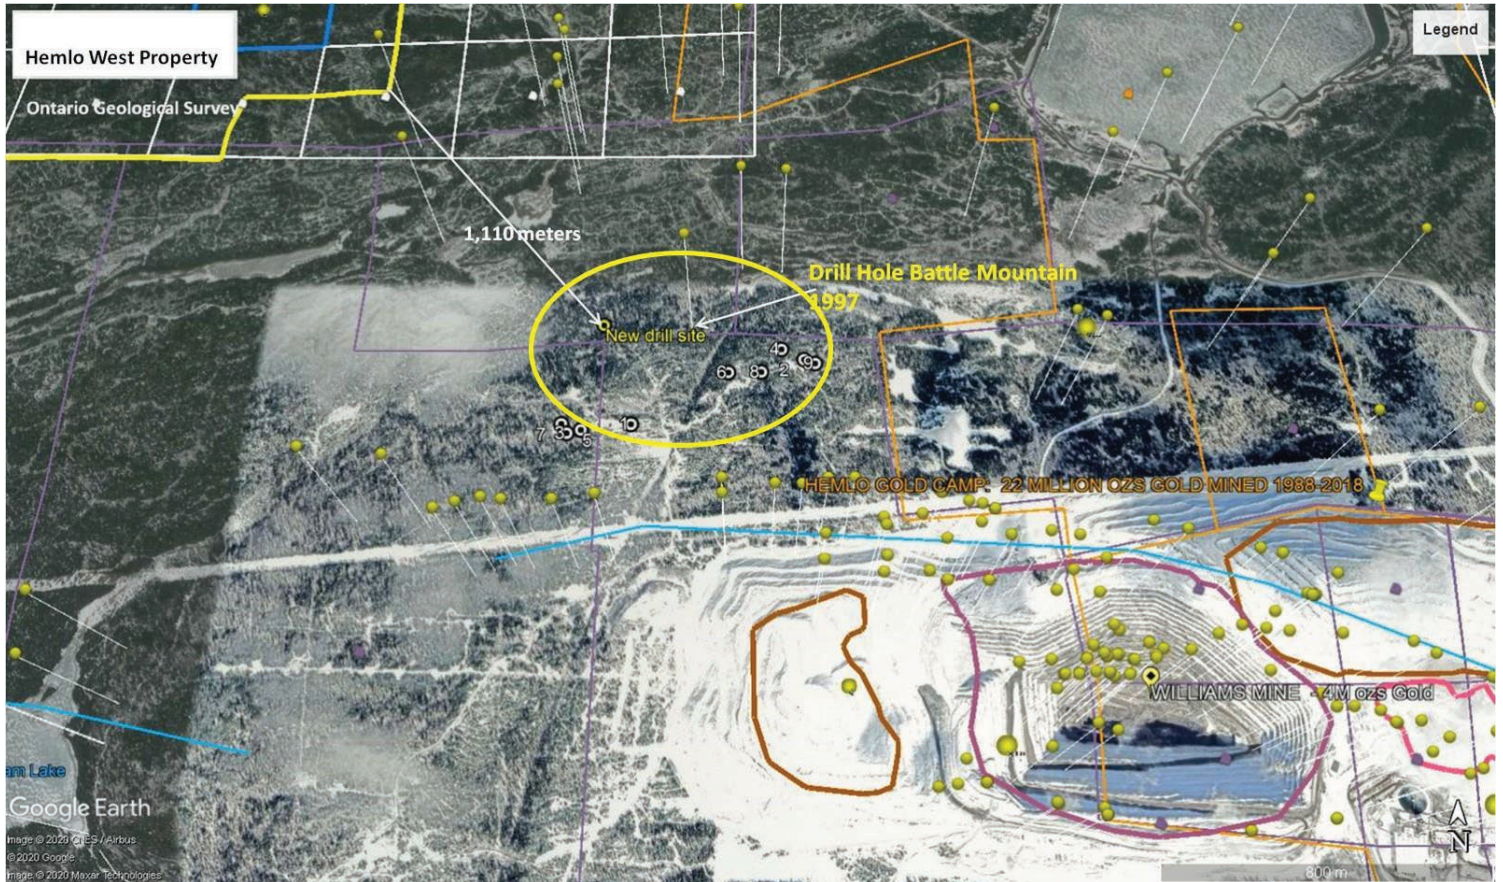 Hemlo West Property
Legend
Ontario Geological Survey
1,110 meters
Drill Hole Battle Mountain
1997
New drill site
4
6
8
2
9
7
3
5
1
HEMLO GOLD CAMP: 22 MILLION OZS GOLD MINED 1988-2018
WILLIAMS MINE - 4M ozs Gold
am Lake
Google Earth
Image © 2020 CNES / Airbus
© 2020 Google
Image © 2020 Maxar Technologies
N
800 m